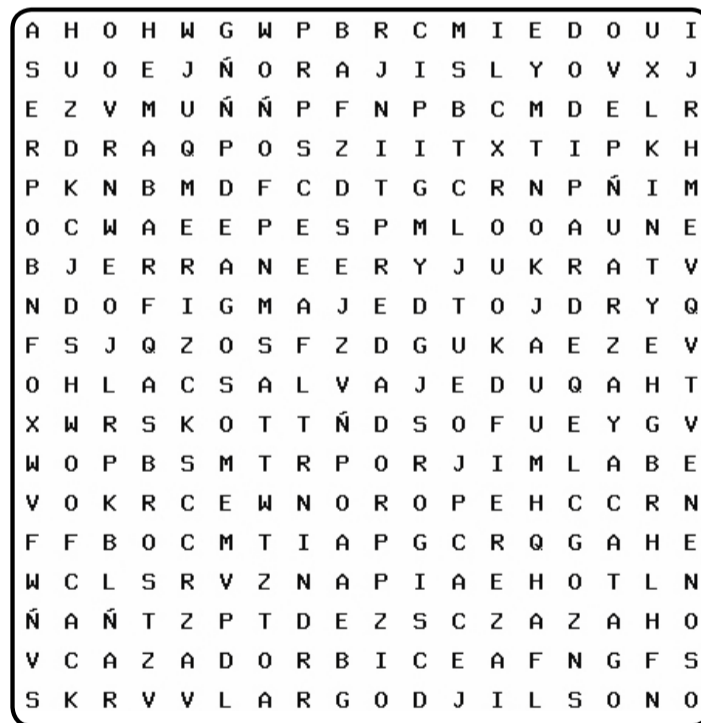 A H O H W G W P B R C M I E D O U I
S U O E J Ñ O R A J I S L Y O V X J
E Z V M U Ñ Ñ P F N P B C M D E L R
R D R A Q P O S Z I I T X T I P K H
P K N B M D F C D T G C R N P Ñ I M
O C W A E E P E S P M L O O A U N E
B J E R R A N E E R Y J U K R A T V
N D O F I G M A J E D T O J D R Y Q
F S J Q Z O S F Z D G U K A E Z E V
O H L A C S A L V A J E D U Q A H T
X W R S K O T T Ñ D S O F U E Y G V
W O P B S M T R P O R J I M L A B E
V O K R C E W N O R O P E H C C R N
F F B O C M T I A P G C R Q G A H E
W C L S R V Z N A P I A E H O T L N
Ñ A Ñ T Z P T D E Z S C Z A Z A H O
V C A Z A D O R B I C E A F N G F S
S K R V V L A R G O D J I L S O N O